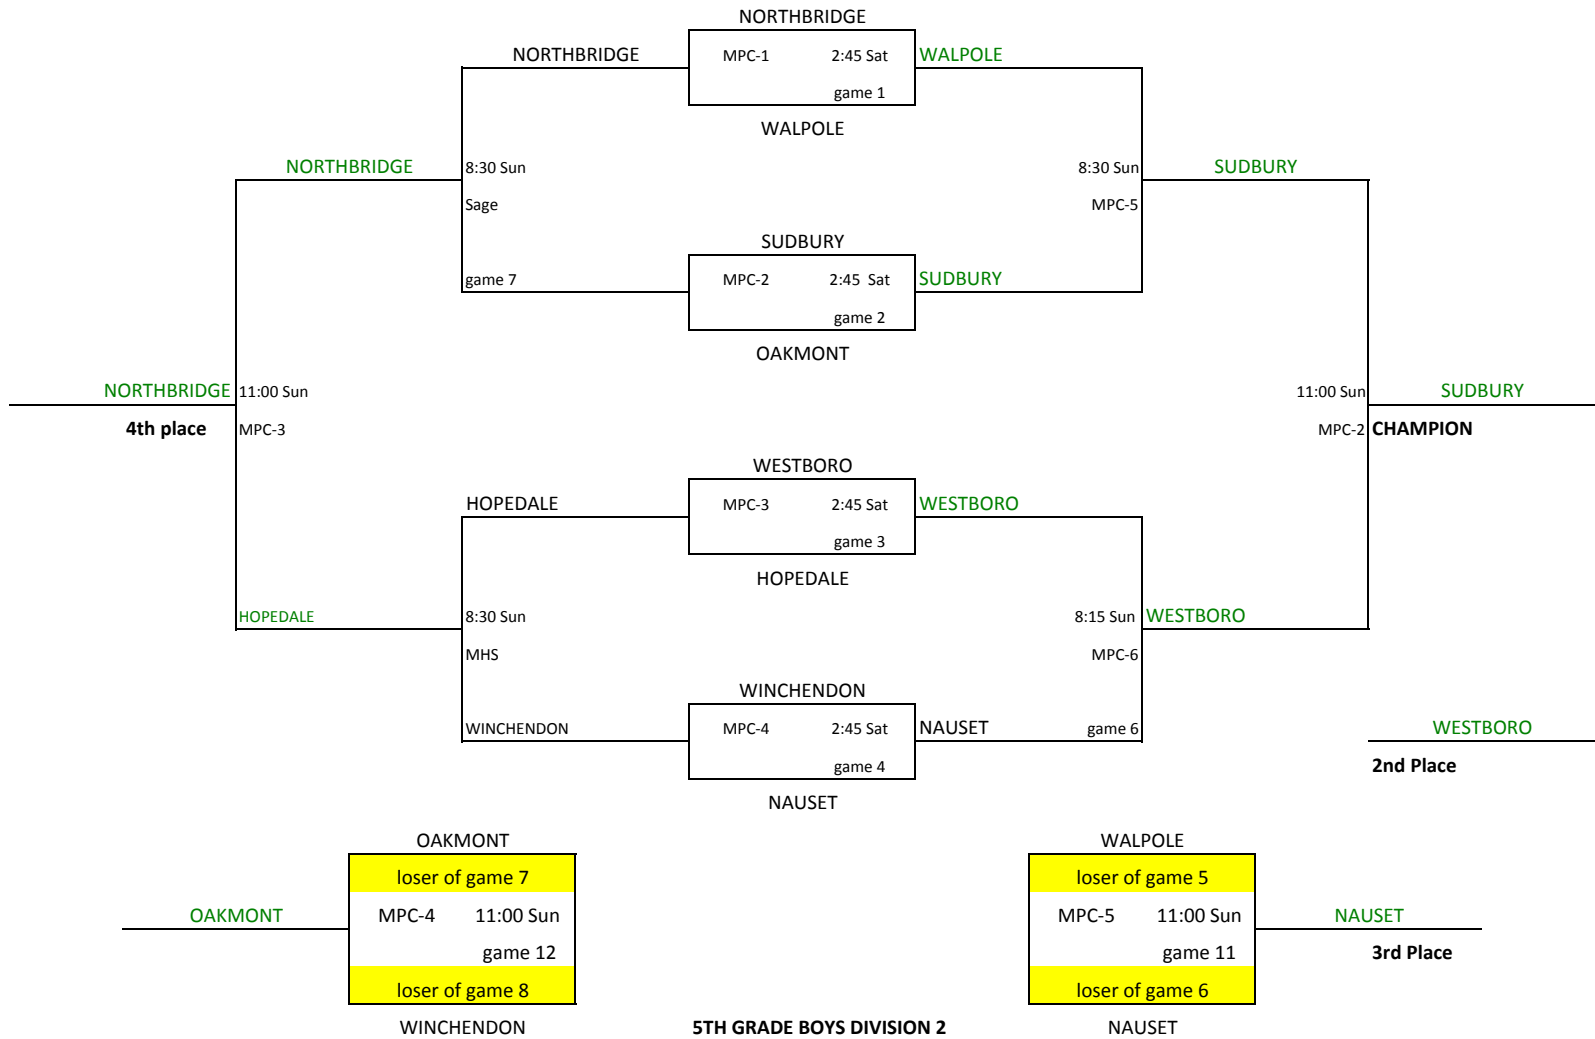 NORTHBRIDGE
NORTHBRIDGE MPC-1 2:45 Sat WALPOLE
game 1
WALPOLE
NORTHBRIDGE 8:30 Sun 8:30 Sun SUDBURY
Sage MPC-5
SUDBURY
game 7 MPC-2 2:45 Sat SUDBURY
game 2
OAKMONT
NORTHBRIDGE 11:00 Sun 11:00 Sun SUDBURY
4th place MPC-3 MPC-2 CHAMPION
WESTBORO
HOPEDALE MPC-3 2:45 Sat WESTBORO
game 3
HOPEDALE
HOPEDALE 8:30 Sun 8:15 Sun WESTBORO
MHS MPC-6
WINCHENDON
WINCHENDON MPC-4 2:45 Sat NAUSET game 6 WESTBORO
game 4 2nd Place
NAUSET
OAKMONT WALPOLE
loser of game 7 loser of game 5
OAKMONT MPC-4 11:00 Sun MPC-5 11:00 Sun NAUSET
game 12 game 11 3rd Place
loser of game 8 loser of game 6
WINCHENDON 5TH GRADE BOYS DIVISION 2 NAUSET